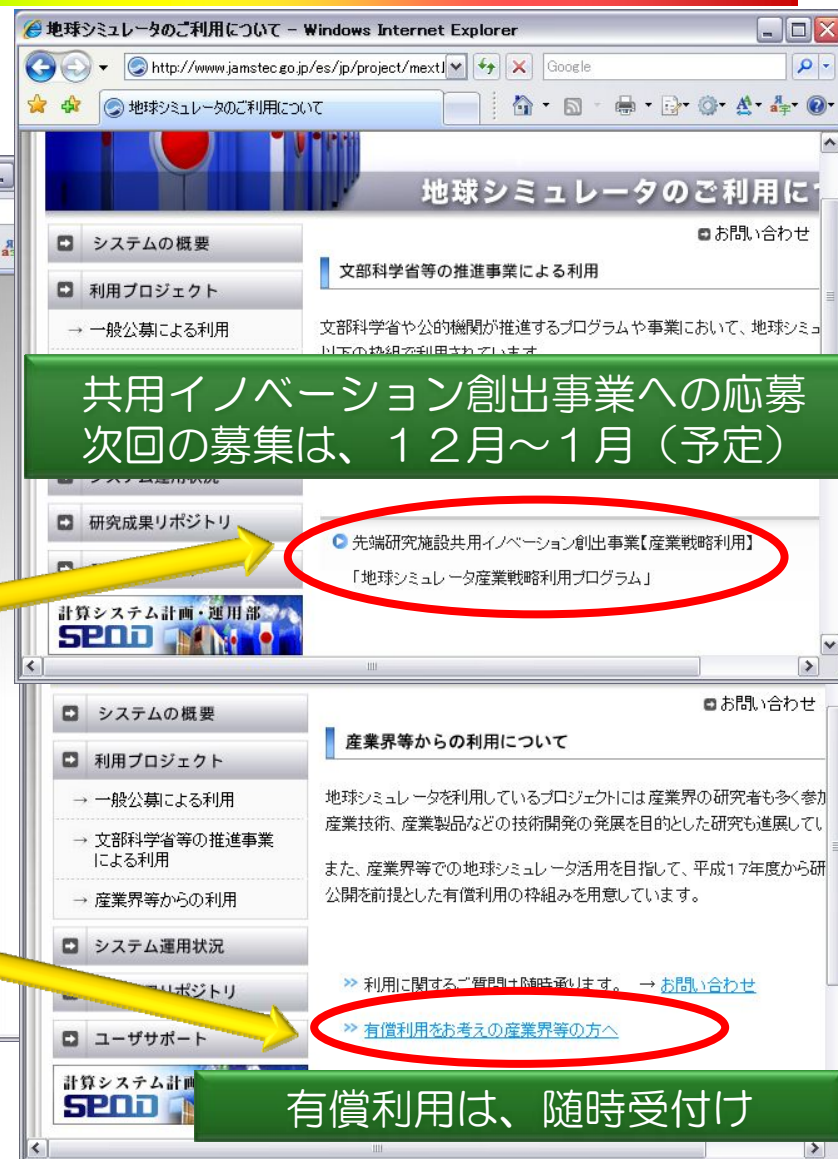 地球シミュレータのご利用について - Windows Internet Explorer
http://www.jamstec.go.jp/es/jp/project/mext
Google
地球シミュレータのご利用につい
地球シミュレータのご利用に
お問い合わせ
システムの概要
利用プロジェクト
→ 一般公募による利用
文部科学省等の推進事業による利用
文部科学省や公的機関が推進するプログラムや事業において、地球シミュ
以下の枠組で利用されています
共用イノベーション創出事業への応募
次回の募集は、１２月～１月（予定）
システム運用状況
研究成果リポジトリ
先端研究施設共用イノベーション創出事業【産業戦略利用】
「地球シミュレータ産業戦略利用プログラム」
計算システム計画・運用部
SPOD
お問い合わせ
システムの概要
利用プロジェクト
→ 一般公募による利用
→ 文部科学省等の推進事業
による利用
→ 産業界等からの利用
システム運用状況
リポジトリ
ユーザサポート
計算システム計画
SPOD
産業界等からの利用について
地球シミュレータを利用しているプロジェクトには産業界の研究者も多く参加
産業技術、産業製品などの技術開発の発展を目的とした研究も進展してい
また、産業界等での地球シミュレータ活用を目指して、平成17年度から研
公開を前提とした有償利用の枠組みを用意しています。
>> 利用に関するご質問は随時承ります。 → お問い合わせ
>> 有償利用をお考えの産業界等の方へ
有償利用は、随時受付け